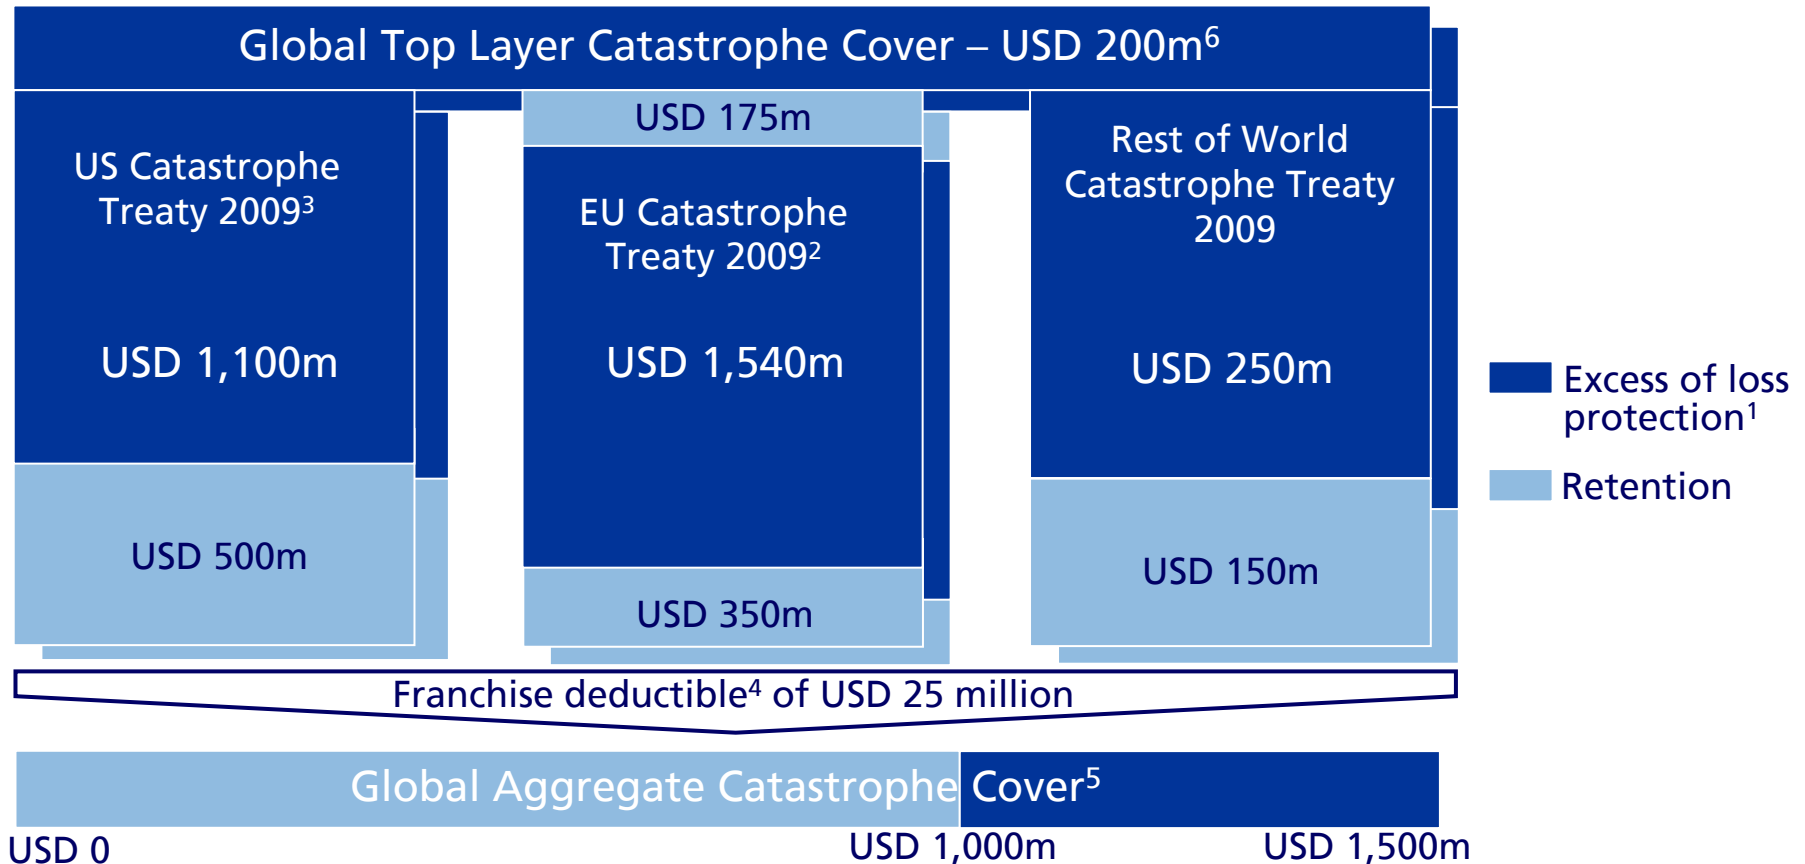 Global Top Layer Catastrophe Cover – USD 200m⁶
US Catastrophe
Treaty 2009³
USD 1,100m
USD 500m
USD 175m
EU Catastrophe
Treaty 2009²
USD 1,540m
USD 350m
Rest of World
Catastrophe Treaty
2009
USD 250m
USD 150m
Excess of loss
protection¹
Retention
Franchise deductible⁴ of USD 25 million
Global Aggregate Catastrophe Cover⁵
USD 0
USD 1,000m
USD 1,500m